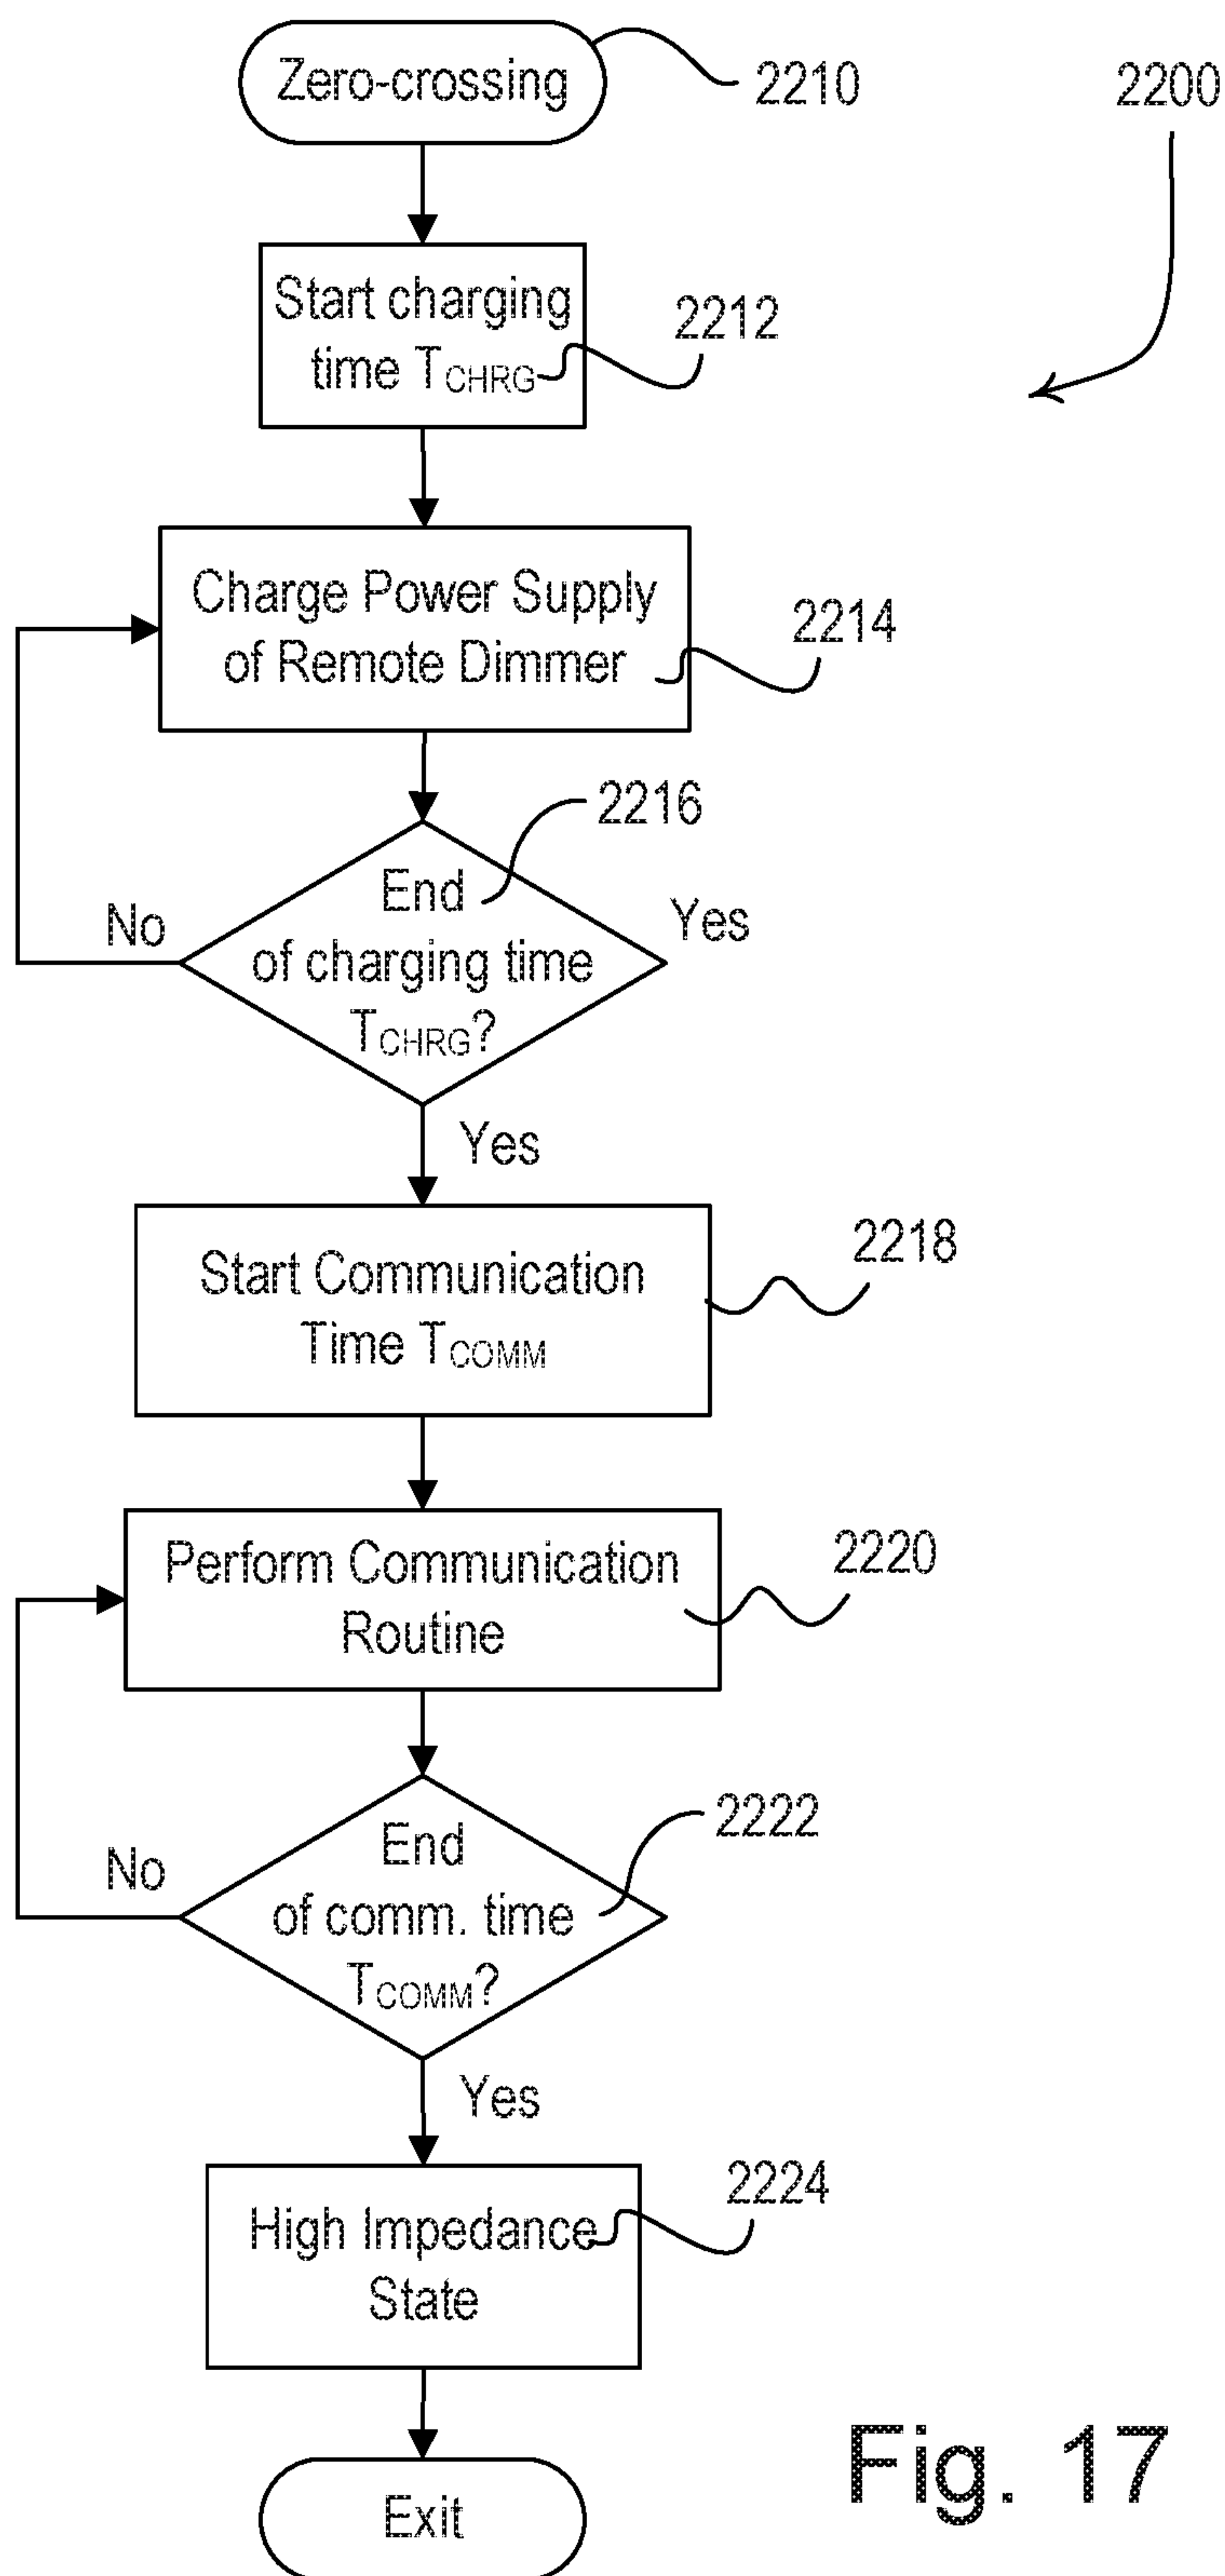 Zero-crossing
2210
2200
Start charging
time TCHRG
2212
Charge Power Supply
of Remote Dimmer
2214
2216
End
of charging time
TCHRG?
No
Yes
Yes
Start Communication
Time TCOMM
2218
Perform Communication
Routine
2220
2222
End
of comm. time
TCOMM?
No
Yes
High Impedance
State
2224
Exit
Fig. 17